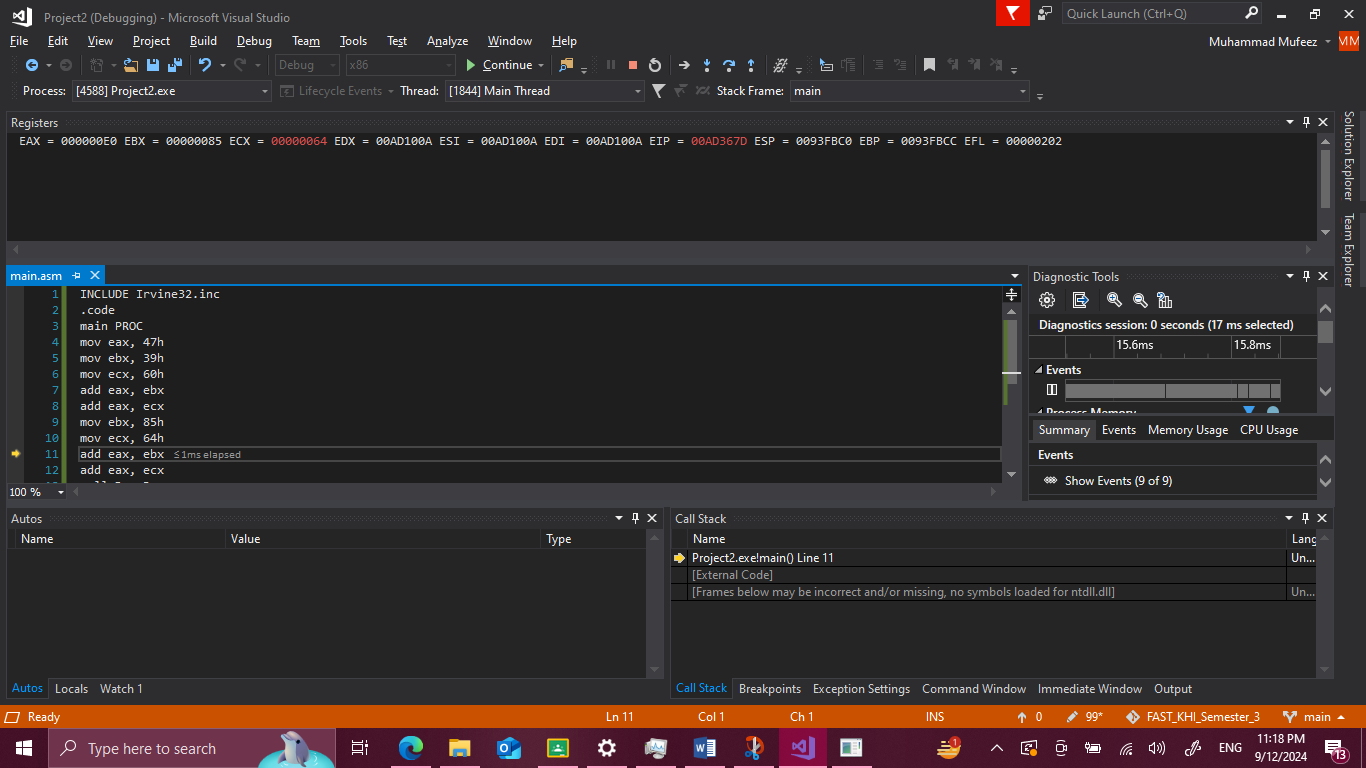 Project2 (Debugging) - Microsoft Visual Studio
Quick Launch (Ctrl+Q)
File Edit View Project Build Debug Team Tools Test Analyze Window Help
Muhammad Mufeez
MM
Debug x86 Continue
Process: [4588] Project2.exe Lifecycle Events Thread: [1844] Main Thread Stack Frame: main
Registers
EAX = 000000E0 EBX = 00000085 ECX = 00000064 EDX = 00AD100A ESI = 00AD100A EDI = 00AD100A EIP = 00AD367D ESP = 0093FBC0 EBP = 0093FBCC EFL = 00000202
Solution Explorer
Team Explorer
main.asm
1 INCLUDE Irvine32.inc
2 .code
3 main PROC
4 mov eax, 47h
5 mov ebx, 39h
6 mov ecx, 60h
7 add eax, ebx
8 add eax, ecx
9 mov ebx, 85h
10 mov ecx, 64h
11 add eax, ebx ≤1ms elapsed
12 add eax, ecx
100 %
Diagnostic Tools
Diagnostics session: 0 seconds (17 ms selected)
15.6ms 15.8ms
Events
Process Memory
Summary Events Memory Usage CPU Usage
Events
Show Events (9 of 9)
Autos
Name Value Type
Autos Locals Watch 1
Call Stack
Name Lang
Project2.exe!main() Line 11 Un...
[External Code]
[Frames below may be incorrect and/or missing, no symbols loaded for ntdll.dll] Un...
Call Stack Breakpoints Exception Settings Command Window Immediate Window Output
Ready Ln 11 Col 1 Ch 1 INS 0 99* FAST_KHI_Semester_3 main
Type here to search
1
ENG
11:18 PM
9/12/2024
13